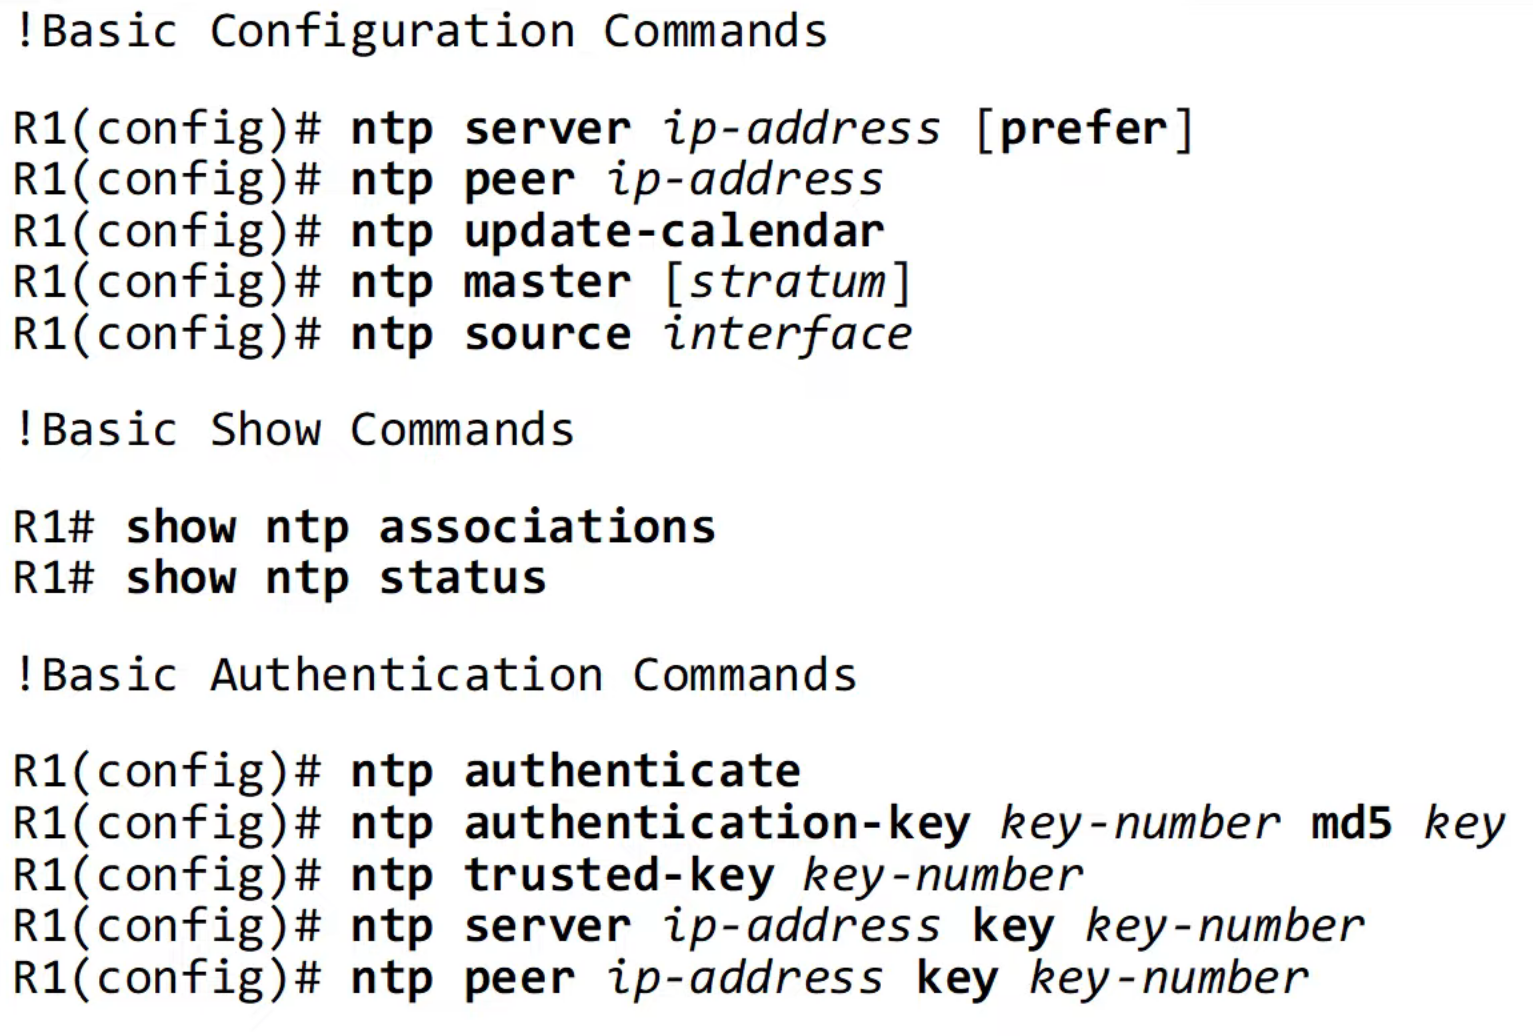 !Basic Configuration Commands
R1(config)# ntp server ip-address [prefer]
R1(config)# ntp peer ip-address
R1(config)# ntp update-calendar
R1(config)# ntp master [stratum]
R1(config)# ntp source interface
!Basic Show Commands
R1# show ntp associations
R1# show ntp status
!Basic Authentication Commands
R1(config)# ntp authenticate
R1(config)# ntp authentication-key key-number md5 key
R1(config)# ntp trusted-key key-number
R1(config)# ntp server ip-address key key-number
R1(config)# ntp peer ip-address key key-number